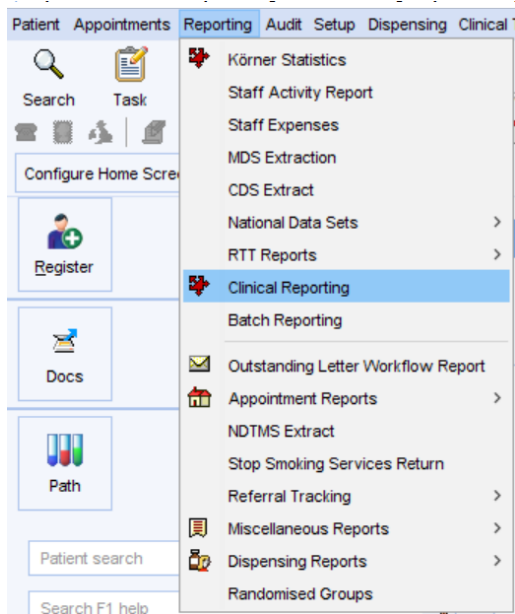 Patient Appointments Reporting Audit Setup Dispensing Clinical
Search Task
Configure Home Scre
Register
Docs
Path
Patient search
Search F1 help
Körner Statistics
Staff Activity Report
Staff Expenses
MDS Extraction
CDS Extract
National Data Sets
RTT Reports
Clinical Reporting
Batch Reporting
Outstanding Letter Workflow Report
Appointment Reports
NDTMS Extract
Stop Smoking Services Return
Referral Tracking
Miscellaneous Reports
Dispensing Reports
Randomised Groups